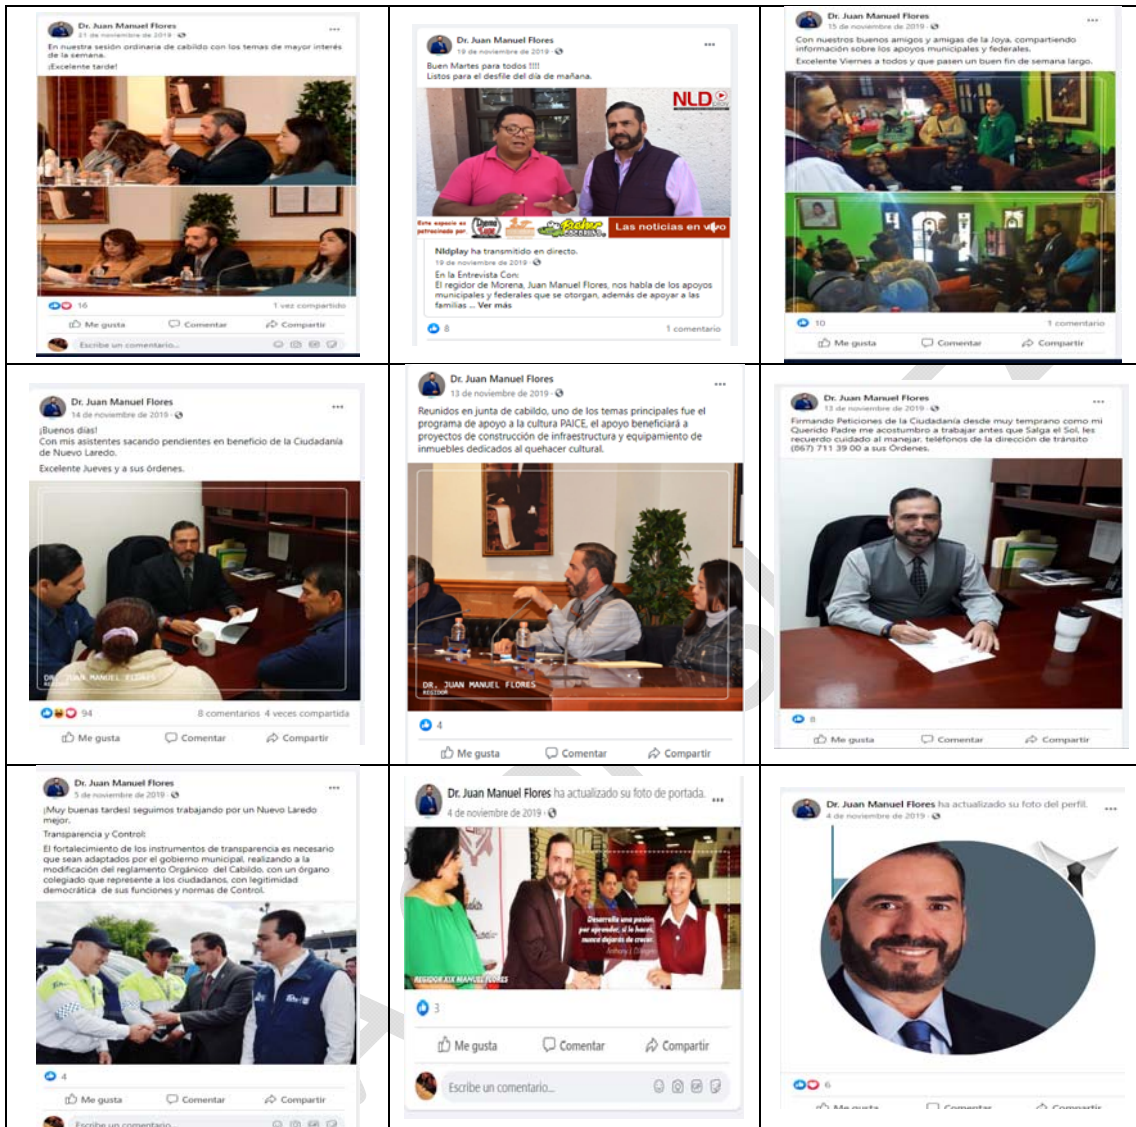 Dr. Juan Manuel Flores
21 de noviembre de 2019
En nuestra sesión ordinaria de cabildo con los temas de mayor interés
de la semana.
¡Excelente tarde!
16
1 vez compartido
Me gusta
Comentar
Compartir
Escribe un comentario...
Dr. Juan Manuel Flores
19 de noviembre de 2019
Buen Martes para todos !!!!
Listos para el desfile del día de mañana.
NLD
Este espacio es
patrocinado por
Las noticias en vivo
Nldplay ha transmitido en directo.
19 de noviembre de 2019
En la Entrevista Con:
El regidor de Morena, Juan Manuel Flores, nos habla de los apoyos
municipales y federales que se otorgan, además de apoyar a las
familias ... Ver más
8
1 comentario
Dr. Juan Manuel Flores
15 de noviembre de 2019
Con nuestros buenos amigos y amigas de la Joya, compartiendo
información sobre los apoyos municipales y federales.
Excelente Viernes a todos y que pasen un buen fin de semana largo.
10
1 comentario
Me gusta
Comentar
Compartir
Dr. Juan Manuel Flores
14 de noviembre de 2019
¡Buenos días!
Con mis asistentes sacando pendientes en beneficio de la Ciudadanía
de Nuevo Laredo.
Excelente Jueves y a sus órdenes.
DR. JUAN MANUEL FLORES
REGIDOR
94
8 comentarios 4 veces compartida
Me gusta
Comentar
Compartir
Dr. Juan Manuel Flores
13 de noviembre de 2019
Reunidos en junta de cabildo, uno de los temas principales fue el
programa de apoyo a la cultura PAICE, el apoyo beneficiará a
proyectos de construcción de infraestructura y equipamiento de
inmuebles dedicados al quehacer cultural.
DR. JUAN MANUEL FLORES
REGIDOR
4
Me gusta
Comentar
Compartir
Dr. Juan Manuel Flores
13 de noviembre de 2019
Firmando Peticiones de la Ciudadanía desde muy temprano como mi
Querido Padre me acostumbro a trabajar antes que Salga el Sol, les
recuerdo cuidado al manejar, teléfonos de la dirección de tránsito
(867) 711 39 00 a sus Órdenes.
8
Me gusta
Comentar
Compartir
Dr. Juan Manuel Flores
5 de noviembre de 2019
¡Muy buenas tardes! seguimos trabajando por un Nuevo Laredo
mejor.
Transparencia y Control:
El fortalecimiento de los instrumentos de transparencia es necesario
que sean adaptados por el gobierno municipal, realizando a la
modificación del reglamento Orgánico del Cabildo, con un órgano
colegiado que represente a los ciudadanos, con legitimidad
democrática de sus funciones y normas de Control.
4
Me gusta
Comentar
Compartir
Escribe un comentario...
Dr. Juan Manuel Flores ha actualizado su foto de portada.
4 de noviembre de 2019
Desarrolla una pasión
por aprender, si lo haces,
nunca dejarás de crecer.
Anthony J. D'Angelo
REGIDOR XIX MANUEL FLORES
3
Me gusta
Comentar
Compartir
Escribe un comentario...
Dr. Juan Manuel Flores ha actualizado su foto del perfil.
4 de noviembre de 2019
6
Me gusta
Comentar
Compartir